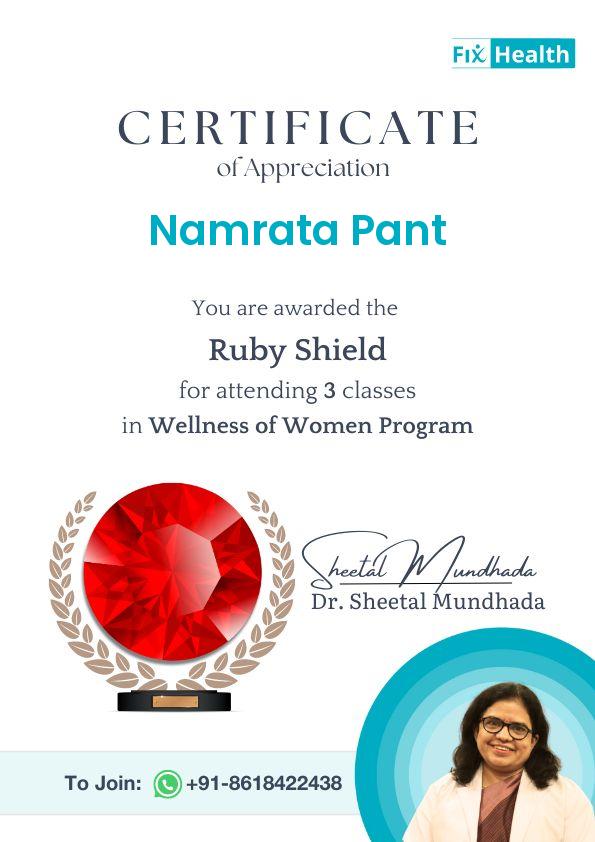 Fix Health
CERTIFICATE
of Appreciation
Namrata Pant
You are awarded the
Ruby Shield
for attending 3 classes
in Wellness of Women Program
Sheetal Mundhada
Dr. Sheetal Mundhada
To Join: +91-8618422438